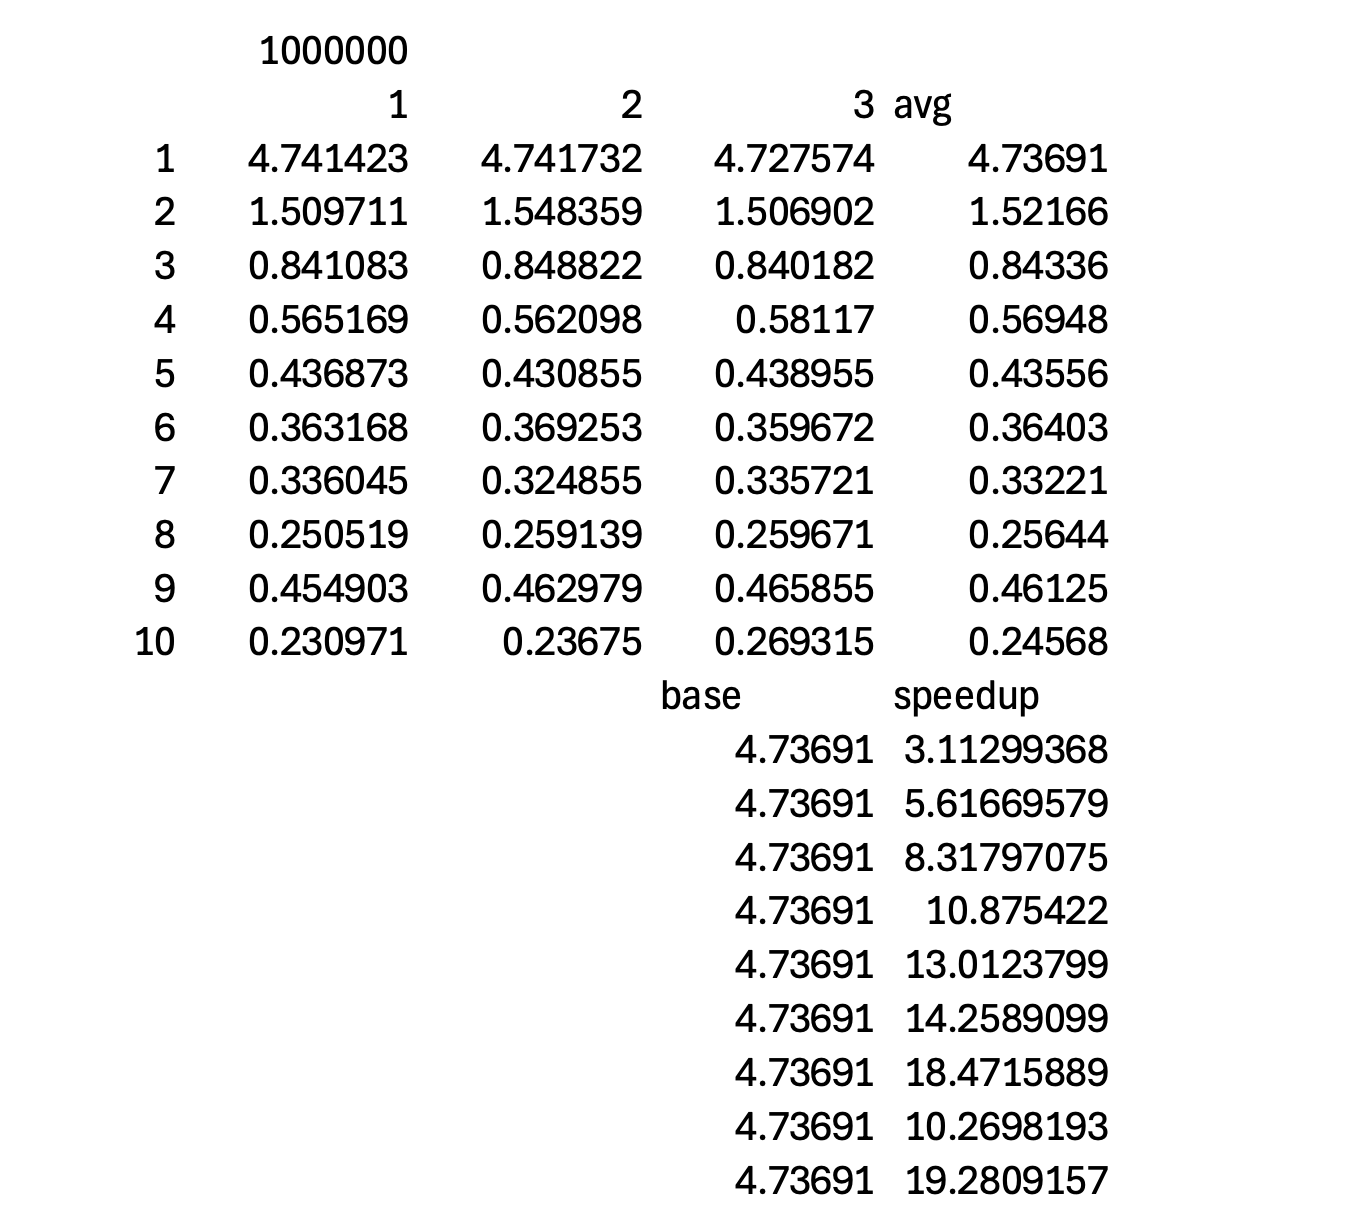 1000000
1 2 3 avg
1 4.741423 4.741732 4.727574 4.73691
2 1.509711 1.548359 1.506902 1.52166
3 0.841083 0.848822 0.840182 0.84336
4 0.565169 0.562098 0.58117 0.56948
5 0.436873 0.430855 0.438955 0.43556
6 0.363168 0.369253 0.359672 0.36403
7 0.336045 0.324855 0.335721 0.33221
8 0.250519 0.259139 0.259671 0.25644
9 0.454903 0.462979 0.465855 0.46125
10 0.230971 0.23675 0.269315 0.24568
base speedup
4.73691 3.11299368
4.73691 5.61669579
4.73691 8.31797075
4.73691 10.875422
4.73691 13.0123799
4.73691 14.2589099
4.73691 18.4715889
4.73691 10.2698193
4.73691 19.2809157